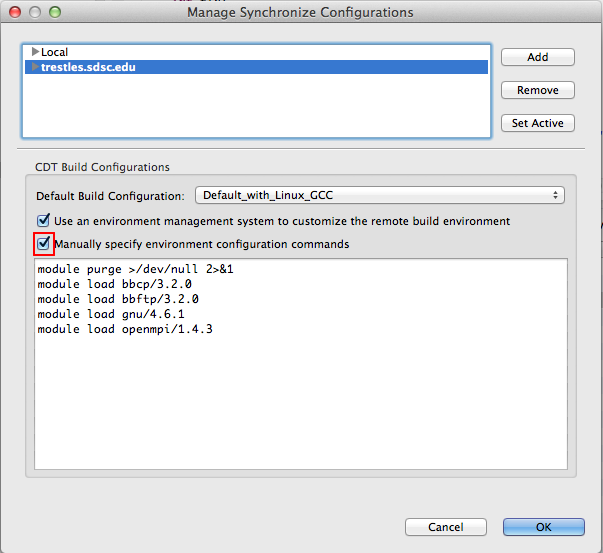 Manage Synchronize Configurations
Local
trestles.sdsc.edu
Add
Remove
Set Active
CDT Build Configurations
Default Build Configuration: Default_with_Linux_GCC
Use an environment management system to customize the remote build environment
Manually specify environment configuration commands
module purge >/dev/null 2>&1
module load bbcp/3.2.0
module load bbftp/3.2.0
module load gnu/4.6.1
module load openmpi/1.4.3
Cancel
OK